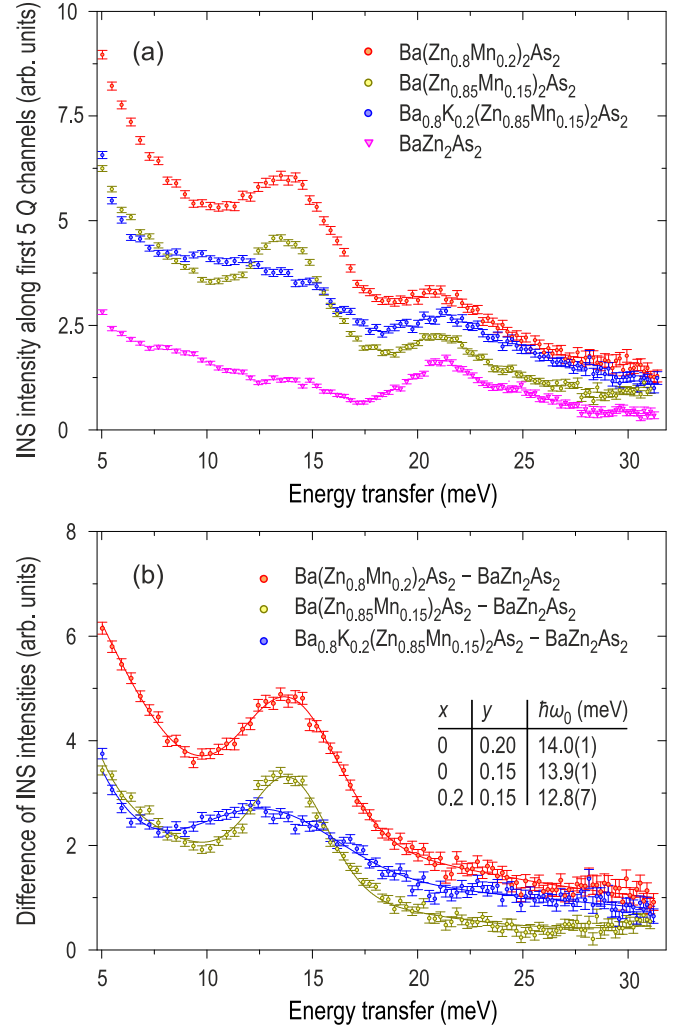 10
7.5
5
2.5
0
INS intensity along first 5 Q channels (arb. units)
(a)
Ba(Zn0.8Mn0.2)2As2
Ba(Zn0.85Mn0.15)2As2
Ba0.8K0.2(Zn0.85Mn0.15)2As2
BaZn2As2
5 10 15 20 25 30
Energy transfer (meV)
8
6
4
2
0
Difference of INS intensities (arb. units)
(b)
Ba(Zn0.8Mn0.2)2As2 – BaZn2As2
Ba(Zn0.85Mn0.15)2As2 – BaZn2As2
Ba0.8K0.2(Zn0.85Mn0.15)2As2 – BaZn2As2
x y ħω0 (meV)
0 0.20 14.0(1)
0 0.15 13.9(1)
0.2 0.15 12.8(7)
5 10 15 20 25 30
Energy transfer (meV)